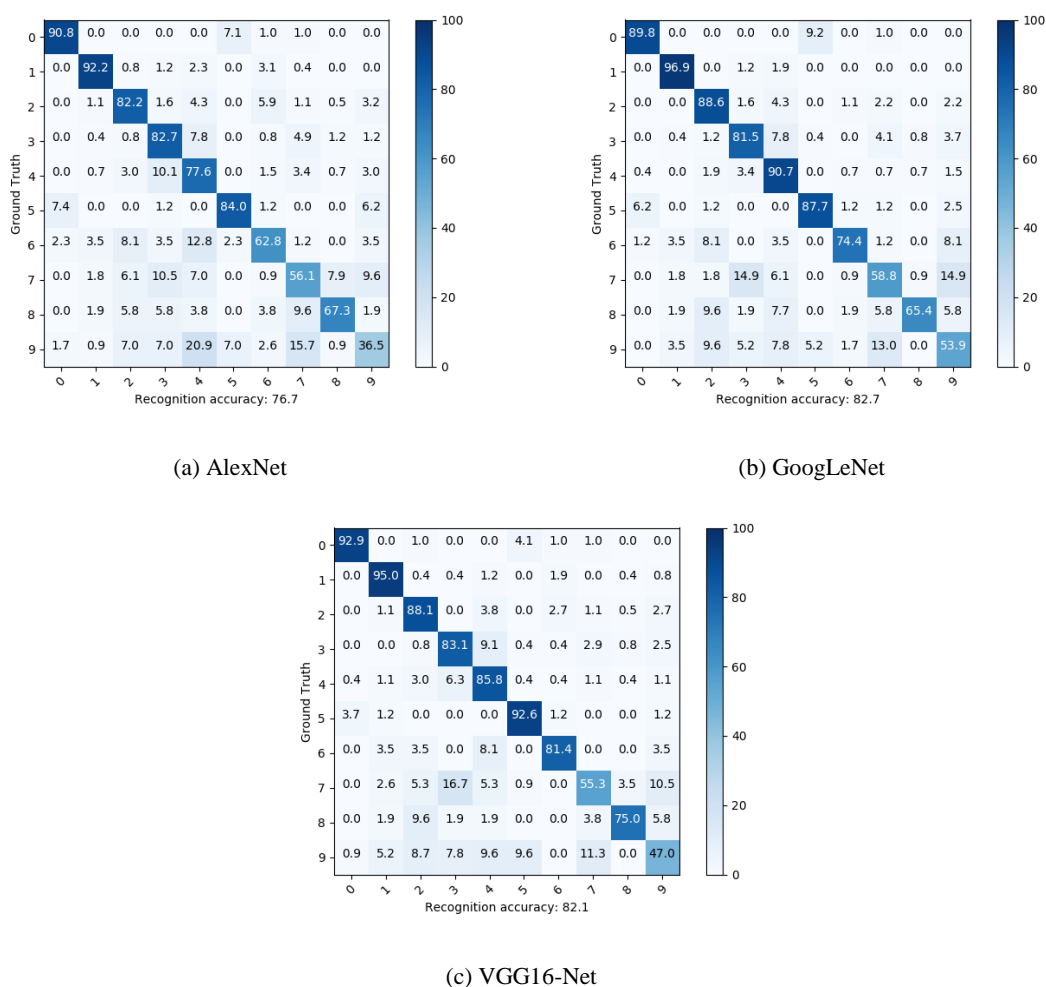 100
0 90.8 0.0 0.0 0.0 0.0 7.1 1.0 1.0 0.0 0.0
1 0.0 92.2 0.8 1.2 2.3 0.0 3.1 0.4 0.0 0.0
80
2 0.0 1.1 82.2 1.6 4.3 0.0 5.9 1.1 0.5 3.2
3 0.0 0.4 0.8 82.7 7.8 0.0 0.8 4.9 1.2 1.2
60
4 0.0 0.7 3.0 10.1 77.6 0.0 1.5 3.4 0.7 3.0
Ground Truth
5 7.4 0.0 0.0 1.2 0.0 84.0 1.2 0.0 0.0 6.2
40
6 2.3 3.5 8.1 3.5 12.8 2.3 62.8 1.2 0.0 3.5
7 0.0 1.8 6.1 10.5 7.0 0.0 0.9 56.1 7.9 9.6
20
8 0.0 1.9 5.8 5.8 3.8 0.0 3.8 9.6 67.3 1.9
9 1.7 0.9 7.0 7.0 20.9 7.0 2.6 15.7 0.9 36.5
0
0 1 2 3 4 5 6 7 8 9
Recognition accuracy: 76.7
(a) AlexNet
100
0 89.8 0.0 0.0 0.0 0.0 9.2 0.0 1.0 0.0 0.0
1 0.0 96.9 0.0 1.2 1.9 0.0 0.0 0.0 0.0 0.0
80
2 0.0 0.0 88.6 1.6 4.3 0.0 1.1 2.2 0.0 2.2
3 0.0 0.4 1.2 81.5 7.8 0.4 0.0 4.1 0.8 3.7
60
4 0.4 0.0 1.9 3.4 90.7 0.0 0.7 0.7 0.7 1.5
Ground Truth
5 6.2 0.0 1.2 0.0 0.0 87.7 1.2 1.2 0.0 2.5
40
6 1.2 3.5 8.1 0.0 3.5 0.0 74.4 1.2 0.0 8.1
7 0.0 1.8 1.8 14.9 6.1 0.0 0.9 58.8 0.9 14.9
20
8 0.0 1.9 9.6 1.9 7.7 0.0 1.9 5.8 65.4 5.8
9 0.0 3.5 9.6 5.2 7.8 5.2 1.7 13.0 0.0 53.9
0
0 1 2 3 4 5 6 7 8 9
Recognition accuracy: 82.7
(b) GoogLeNet
100
0 92.9 0.0 1.0 0.0 0.0 4.1 1.0 1.0 0.0 0.0
1 0.0 95.0 0.4 0.4 1.2 0.0 1.9 0.0 0.4 0.8
80
2 0.0 1.1 88.1 0.0 3.8 0.0 2.7 1.1 0.5 2.7
3 0.0 0.0 0.8 83.1 9.1 0.4 0.4 2.9 0.8 2.5
60
4 0.4 1.1 3.0 6.3 85.8 0.4 0.4 1.1 0.4 1.1
Ground Truth
5 3.7 1.2 0.0 0.0 0.0 92.6 1.2 0.0 0.0 1.2
40
6 0.0 3.5 3.5 0.0 8.1 0.0 81.4 0.0 0.0 3.5
7 0.0 2.6 5.3 16.7 5.3 0.9 0.0 55.3 3.5 10.5
20
8 0.0 1.9 9.6 1.9 1.9 0.0 0.0 3.8 75.0 5.8
9 0.9 5.2 8.7 7.8 9.6 9.6 0.0 11.3 0.0 47.0
0
0 1 2 3 4 5 6 7 8 9
Recognition accuracy: 82.1
(c) VGG16-Net